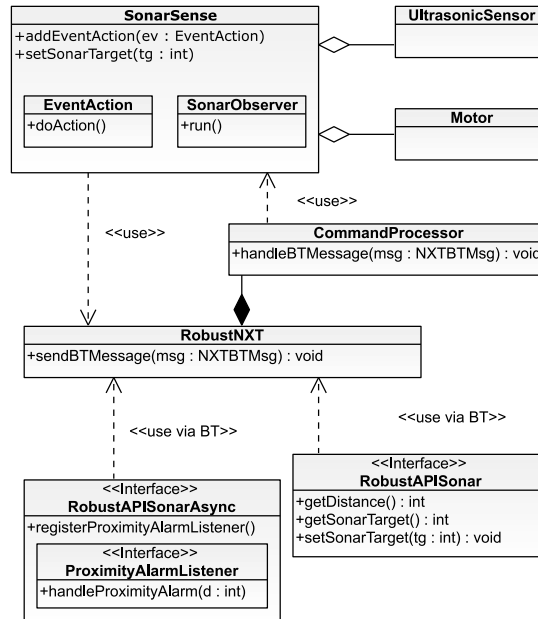 SonarSense
+addEventAction(ev : EventAction)
+setSonarTarget(tg : int)
UltrasonicSensor
EventAction
+doAction()
SonarObserver
+run()
Motor
<<use>>
<<use>>
CommandProcessor
+handleBTMessage(msg : NXTBTMsg) : void
RobustNXT
+sendBTMessage(msg : NXTBTMsg) : void
<<use via BT>>
<<use via BT>>
<<Interface>>
RobustAPISonarAsync
+registerProximityAlarmListener()
<<Interface>>
ProximityAlarmListener
+handleProximityAlarm(d : int)
<<Interface>>
RobustAPISonar
+getDistance() : int
+getSonarTarget() : int
+setSonarTarget(tg : int) : void